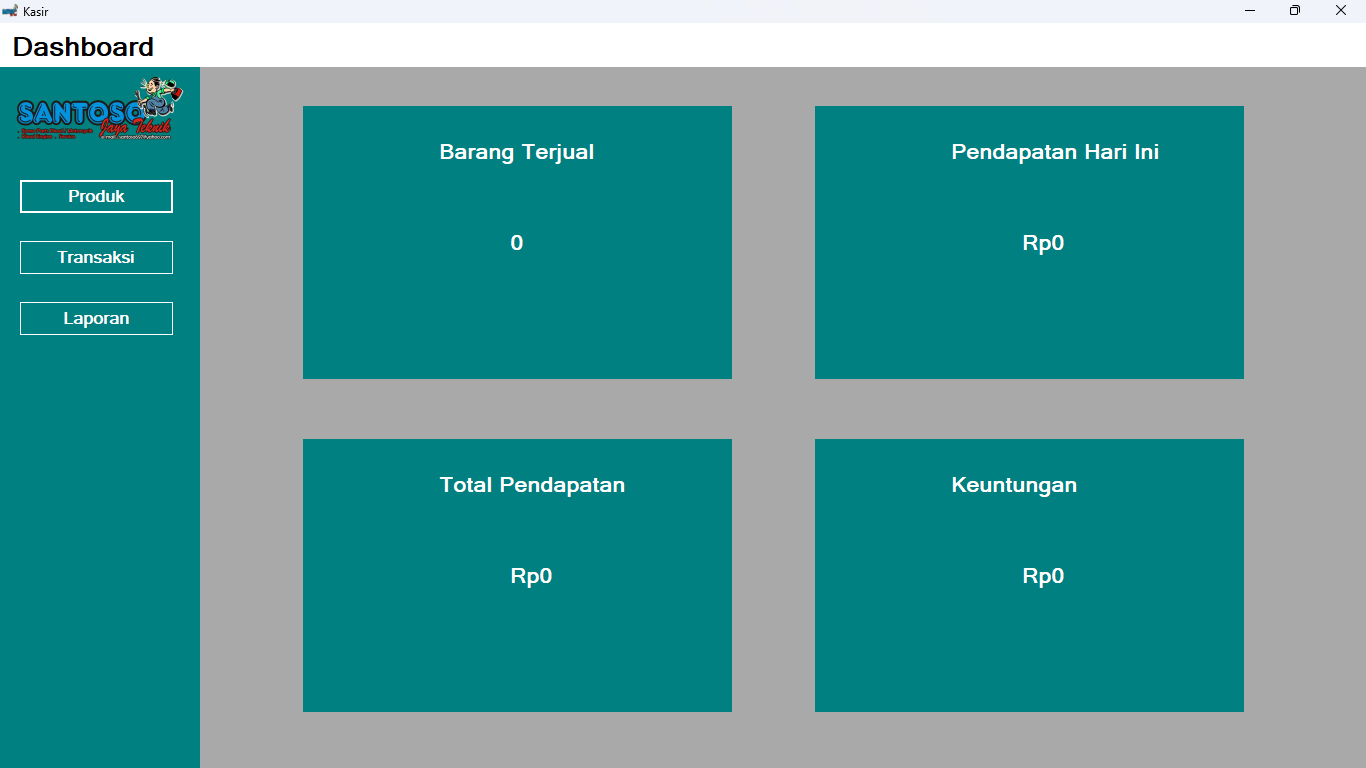 Kasir
Dashboard
SANTOSO
Jaya Teknik
Produk
Transaksi
Laporan
Barang Terjual
0
Pendapatan Hari Ini
Rp0
Total Pendapatan
Rp0
Keuntungan
Rp0